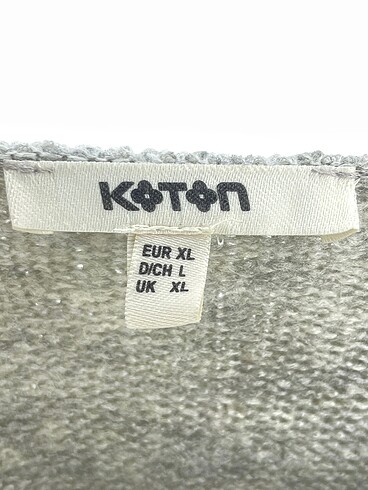 KOTON
EUR XL
D/CH L
UK XL